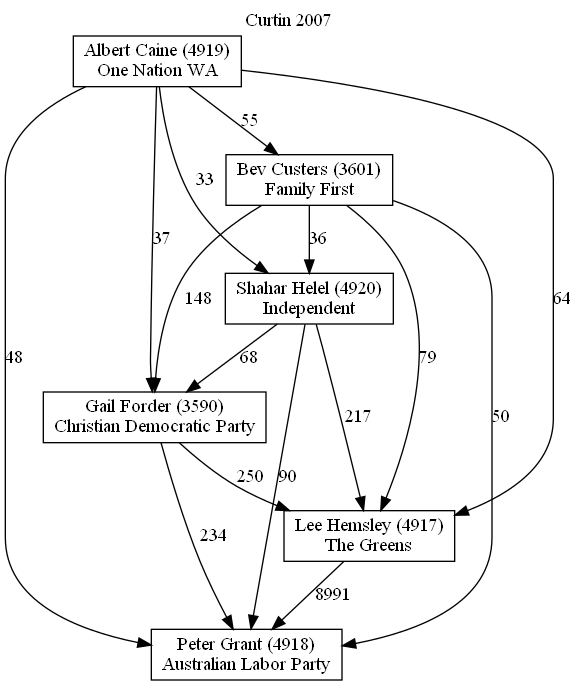 Curtin 2007
Albert Caine (4919)
One Nation WA
55
Bev Custers (3601)
Family First
33
37
36
148
Shahar Helel (4920)
Independent
64
48
68
79
217
50
Gail Forder (3590)
Christian Democratic Party
250
90
234
Lee Hemsley (4917)
The Greens
8991
Peter Grant (4918)
Australian Labor Party